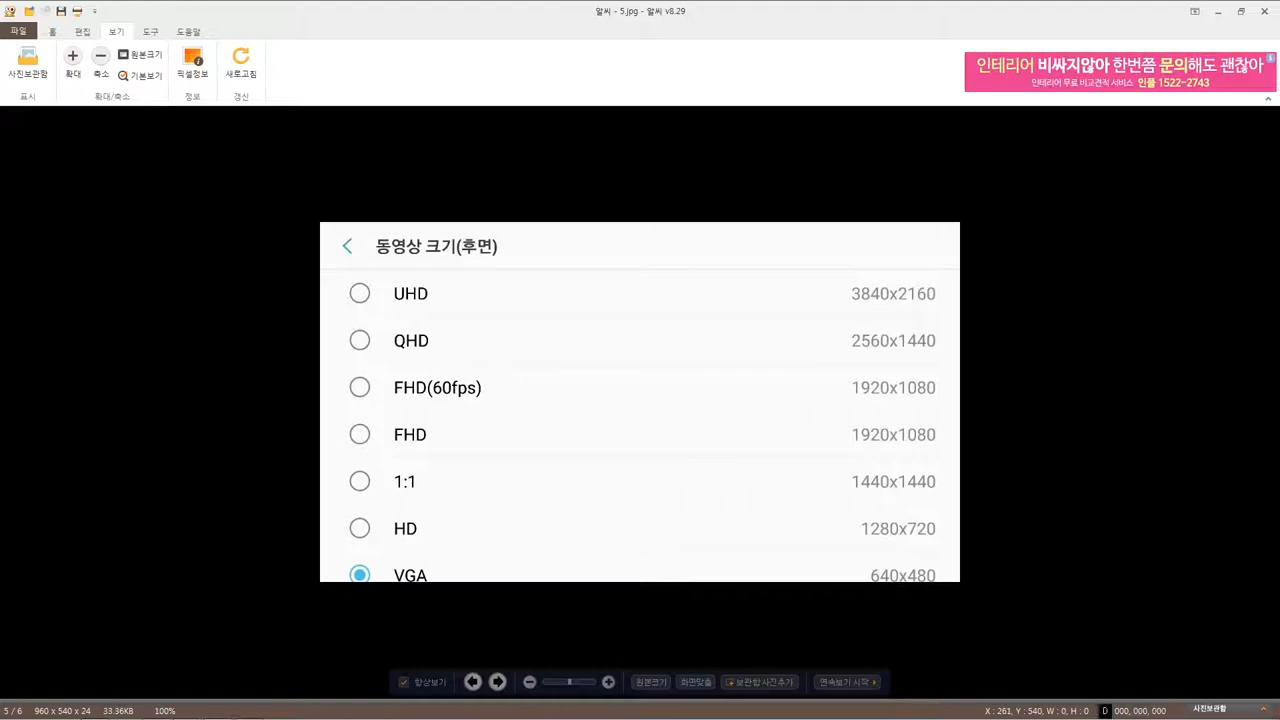 알씨 - 5.jpg - 알씨 v8.29
파일 홈 편집 보기 도구 도움말
사진보관함 확대 축소 원본크기 기본보기 픽셀정보 새로고침
표시 확대/축소 정보 갱신
인테리어 비싸지않아 한번쯤 문의해도 괜찮아
인테리어 무료 비교견적 서비스 인플 1522-2743
동영상 크기(후면)
UHD 3840x2160
QHD 2560x1440
FHD(60fps) 1920x1080
FHD 1920x1080
1:1 1440x1440
HD 1280x720
VGA 640x480
항상보기 원본크기 화면맞춤 보관함 사진추가 연속보기 시작
5 / 6 960 x 540 x 24 33.36KB 100% X : 261, Y : 540, W : 0, H : 0 D 000, 000, 000 사진보관함